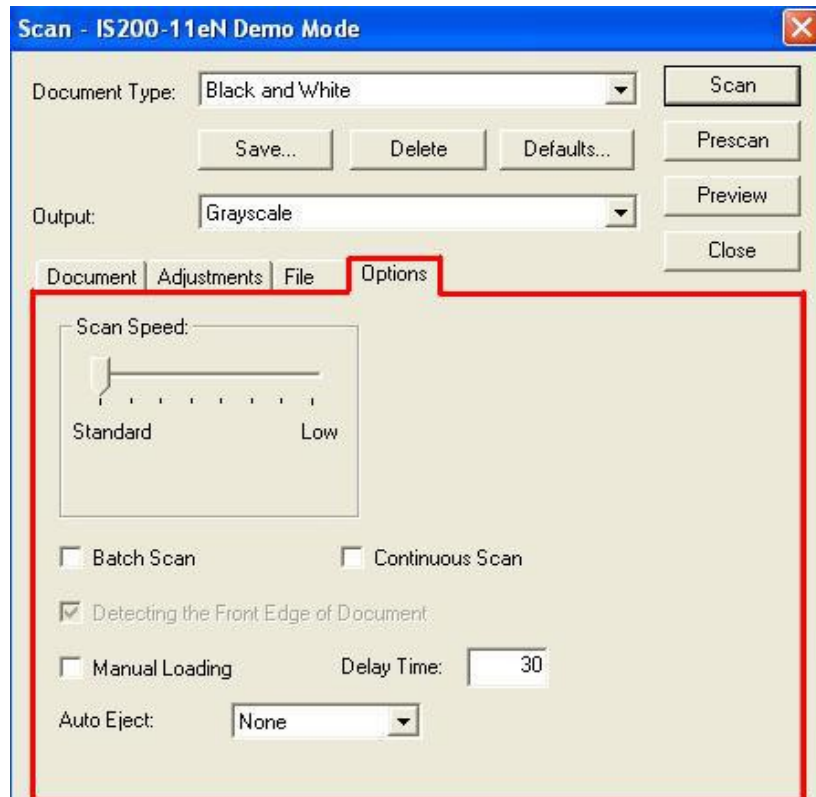 Scan - IS200-11eN Demo Mode
Document Type: Black and White Scan
Save... Delete Defaults... Prescan
Preview
Output: Grayscale
Close
Document Adjustments File Options
Scan Speed:
Standard Low
Batch Scan Continuous Scan
Detecting the Front Edge of Document
Manual Loading Delay Time: 30
Auto Eject: None